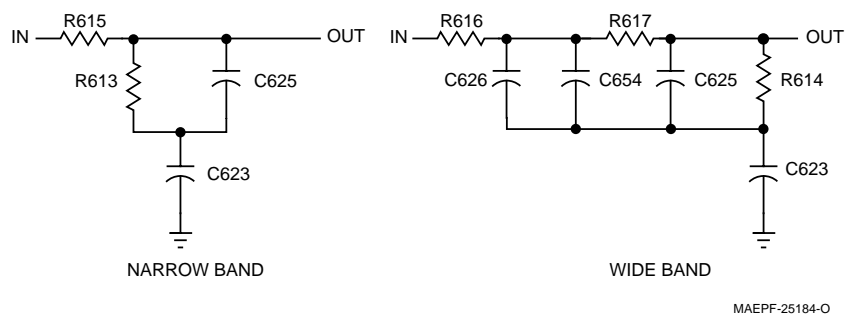 R615
IN
OUT
R613
C625
C623
NARROW BAND
R616
R617
IN
OUT
C626
C654
C625
R614
C623
WIDE BAND
MAEPF-25184-O